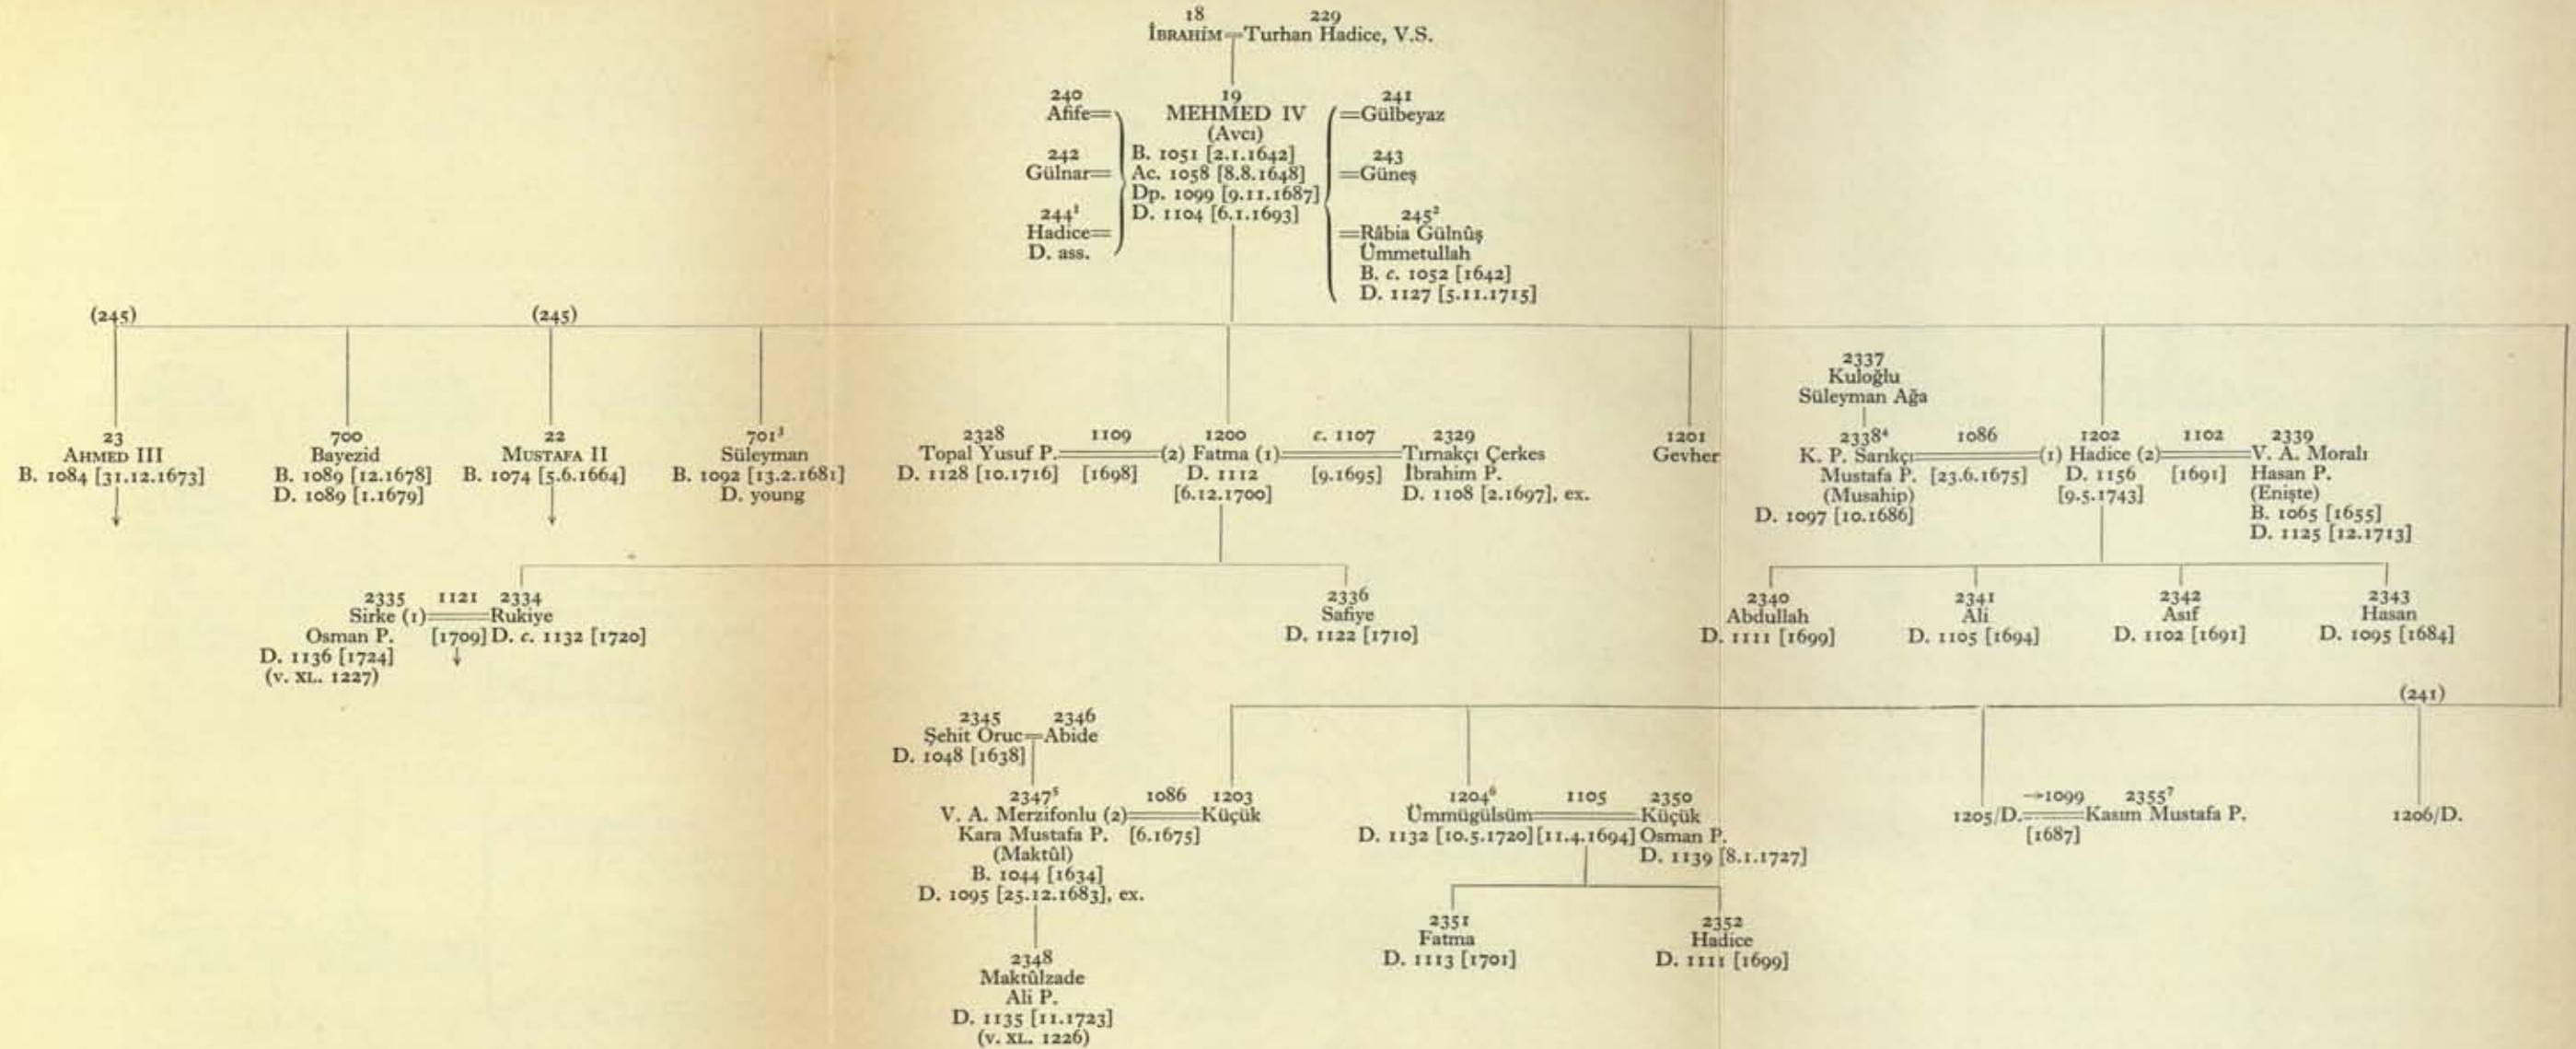 18 229
İBRAHİM=Turhan Hadice, V.S.
240 19 241
Afife= MEHMED IV =Gülbeyaz
(Avcı)
242 B. 1051 [2.1.1642] 243
Gülnar= Ac. 1058 [8.8.1648] =Güneş
Dp. 1099 [9.11.1687]
244¹ D. 1104 [6.1.1693] 245²
Hadice= =Râbia Gülnûş
D. ass. Ümmetullah
B. c. 1052 [1642]
D. 1127 [5.11.1715]
(245) (245)
2337
Kuloğlu
Süleyman Ağa
23 700 22 701³ 2328 1109 1200 c. 1107 2329 1201 2338⁴ 1086 1202 1102 2339
AHMED III Bayezid MUSTAFA II Süleyman Topal Yusuf P.=(2) Fatma (1)=Tırnakçı Çerkes Gevher K. P. Sarıkçı=(1) Hadice (2)=V. A. Moralı
B. 1084 [31.12.1673] B. 1089 [12.1678] B. 1074 [5.6.1664] B. 1092 [13.2.1681] D. 1128 [10.1716] [1698] D. 1112 [9.1695] İbrahim P. Mustafa P. [23.6.1675] D. 1156 [1691] Hasan P.
D. 1089 [1.1679] D. young [6.12.1700] D. 1108 [2.1697], ex. (Musahip) [9.5.1743] (Enişte)
D. 1097 [10.1686] B. 1065 [1655]
D. 1125 [12.1713]
2335 1121 2334 2336 2340 2341 2342 2343
Sirke (1)=Rukiye Safiye Abdullah Ali Asıf Hasan
Osman P. [1709] D. c. 1132 [1720] D. 1122 [1710] D. 1111 [1699] D. 1105 [1694] D. 1102 [1691] D. 1095 [1684]
D. 1136 [1724]
(v. XL. 1227)
(241)
2345 2346
Şehit Oruc=Abide
D. 1048 [1638]
2347⁵ 1086 1203 1204⁶ 1105 2350 →1099 2355⁷
V. A. Merzifonlu (2)=Küçük Ümmügülsüm=Küçük 1205/D.=Kasım Mustafa P. 1206/D.
Kara Mustafa P. [6.1675] D. 1132 [10.5.1720] [11.4.1694] Osman P. [1687]
(Maktûl) D. 1139 [8.1.1727]
B. 1044 [1634]
D. 1095 [25.12.1683], ex.
2351 2352
Fatma Hadice
D. 1113 [1701] D. 1111 [1699]
2348
Maktûlzade
Ali P.
D. 1135 [11.1723]
(v. XL. 1226)